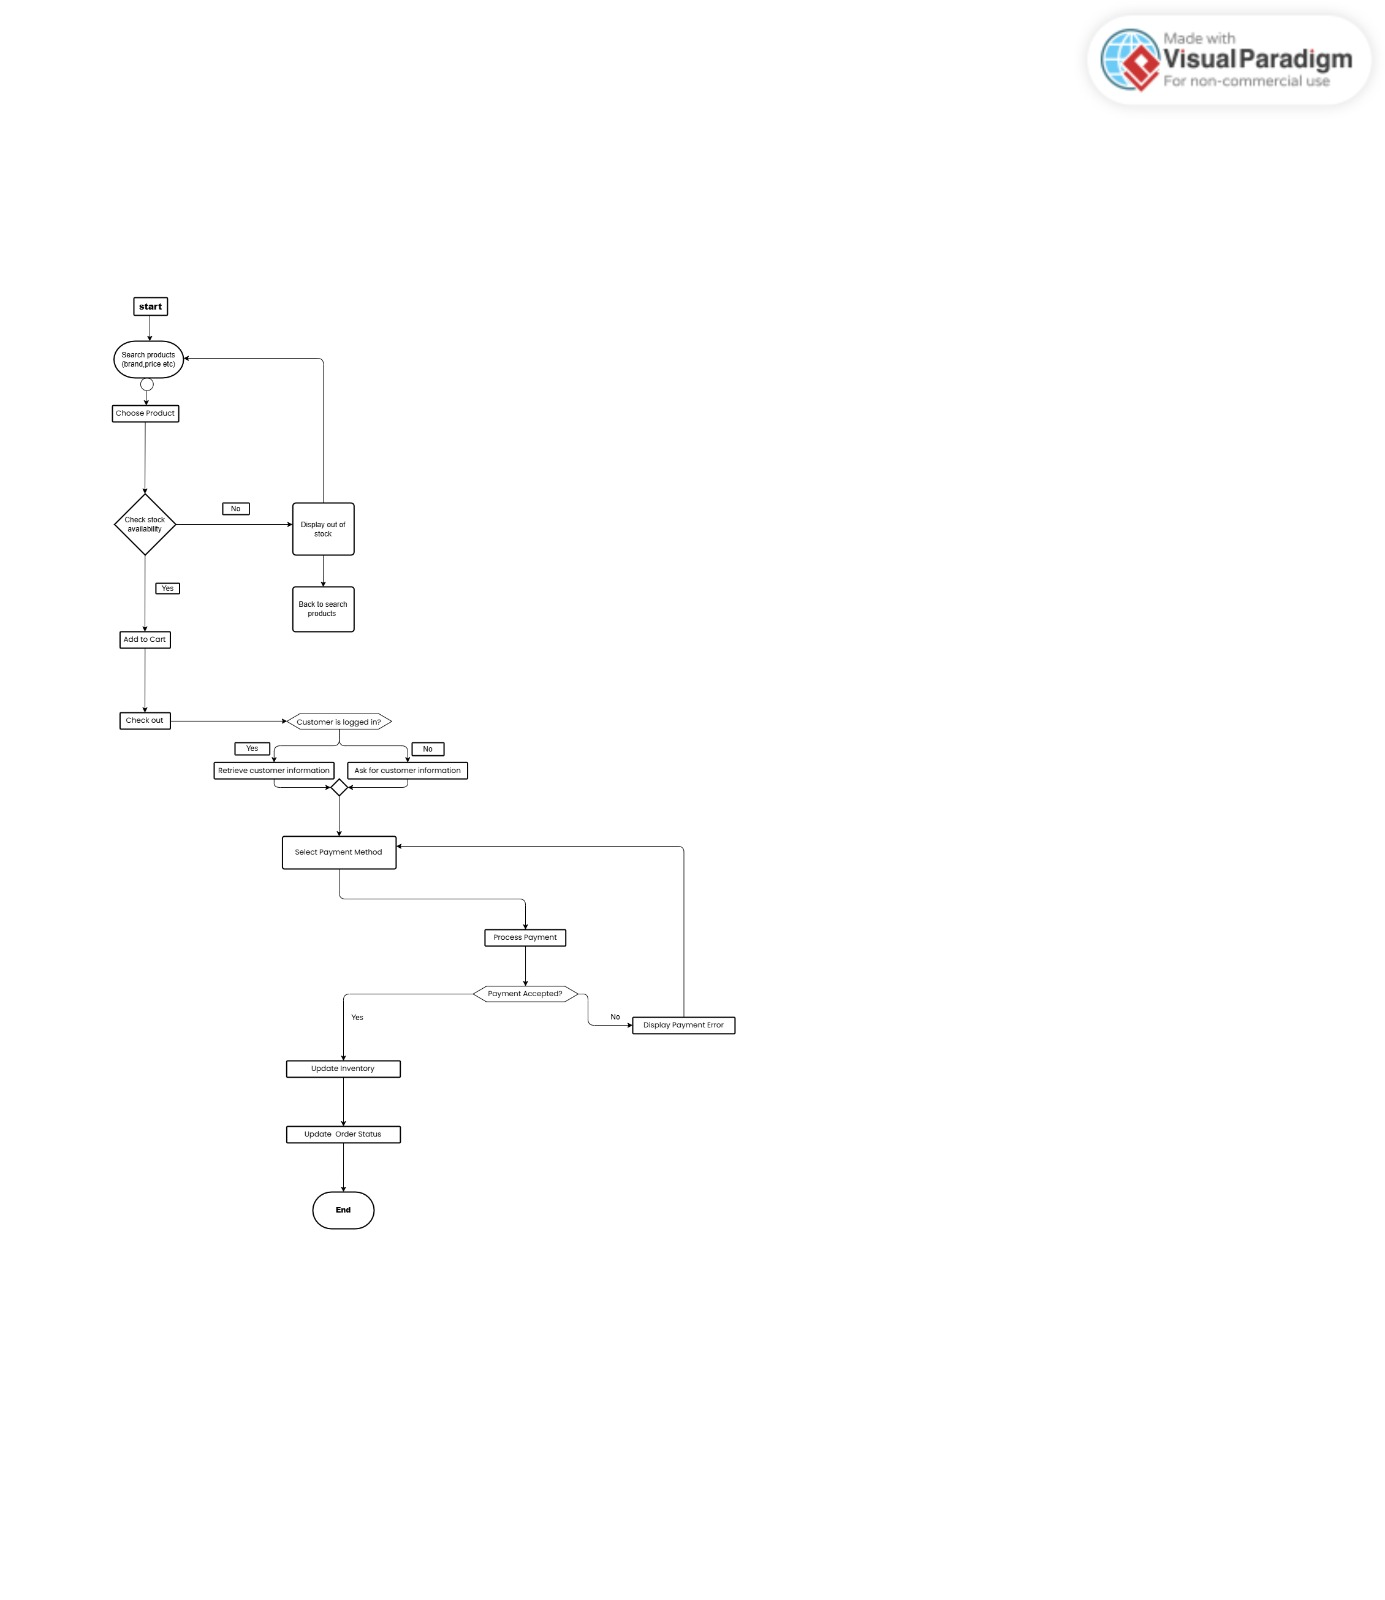 Made with
Visual Paradigm
For non-commercial use
start
Search products
(brand,price etc)
Choose Product
Check stock
availability
No
Display out of
stock
Yes
Back to search
products
Add to Cart
Check out
Customer is logged in?
Yes
No
Retrieve customer information
Ask for customer information
Select Payment Method
Process Payment
Payment Accepted?
Yes
No
Display Payment Error
Update Inventory
Update Order Status
End